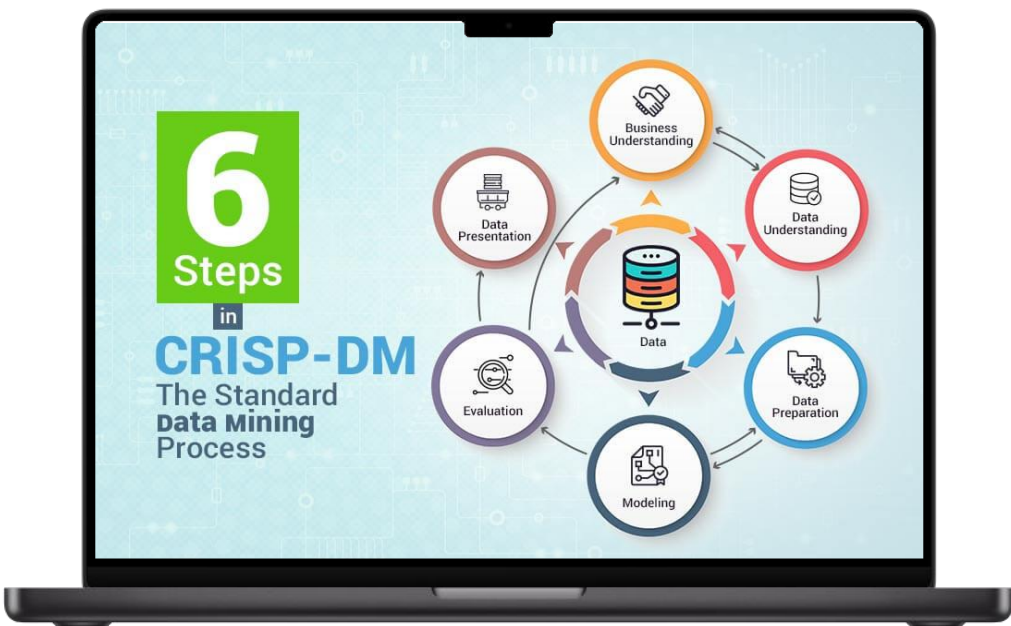 6
Steps
in
CRISP-DM
The Standard
Data Mining
Process
Business
Understanding
Data
Understanding
Data
Preparation
Modeling
Evaluation
Data
Presentation
Data